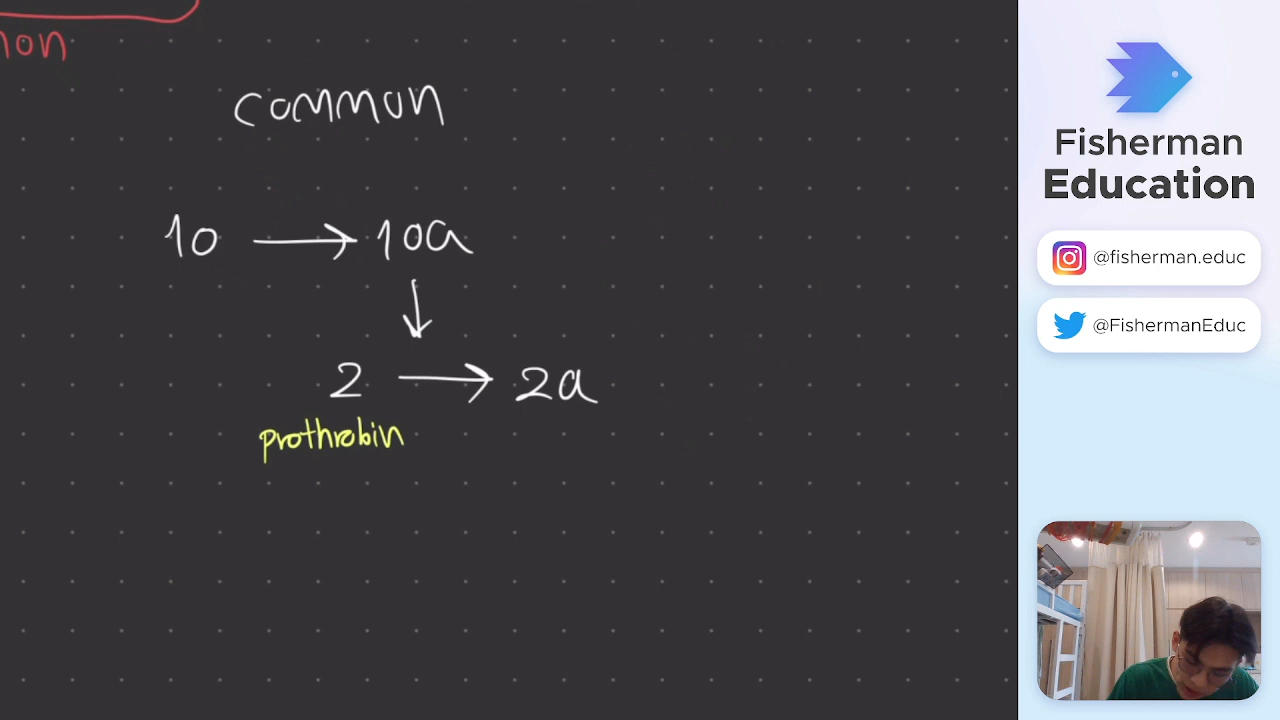 non
common
10 → 10a
↓
2 → 2a
prothrobin
Fisherman
Education
@fisherman.educ
@FishermanEduc